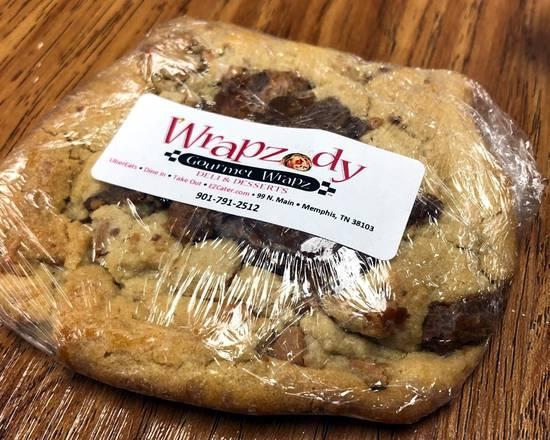 Wrapzody
Gourmet Wrapz
DELI & DESSERTS
UberEats • Dine In • Take Out • EZCater.com • 99 N. Main • Memphis, TN 38103
901-791-2512